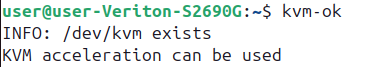 user@user-Veriton-S2690G:~$ kvm-ok
INFO: /dev/kvm exists
KVM acceleration can be used